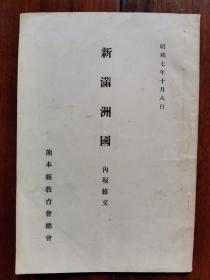 昭和七年十月八日
新滿洲國
內堀維文
熊本縣敎育會總會